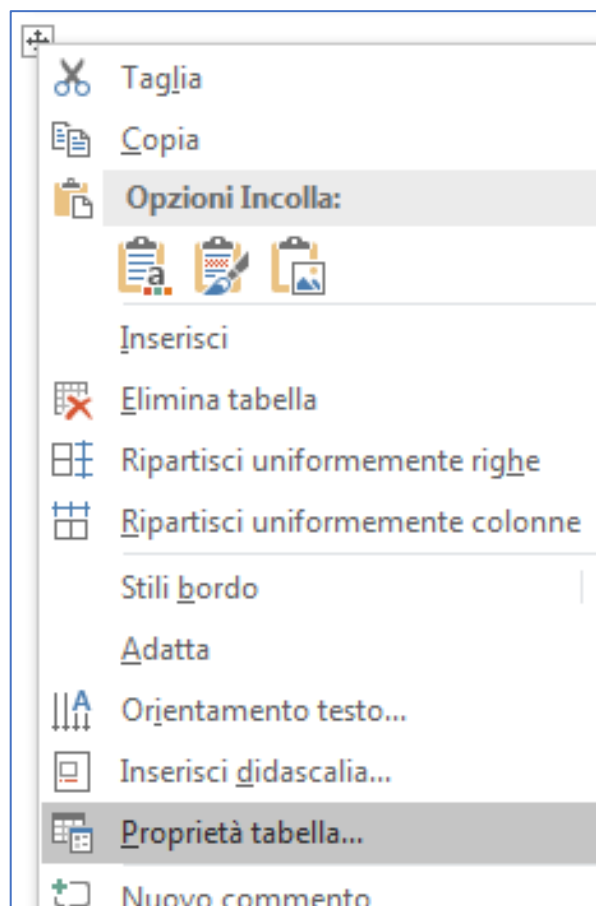 Taglia
Copia
Opzioni Incolla:
Inserisci
Elimina tabella
Ripartisci uniformemente righe
Ripartisci uniformemente colonne
Stili bordo
Adatta
Orientamento testo...
Inserisci didascalia...
Proprietà tabella...
Nuovo commento